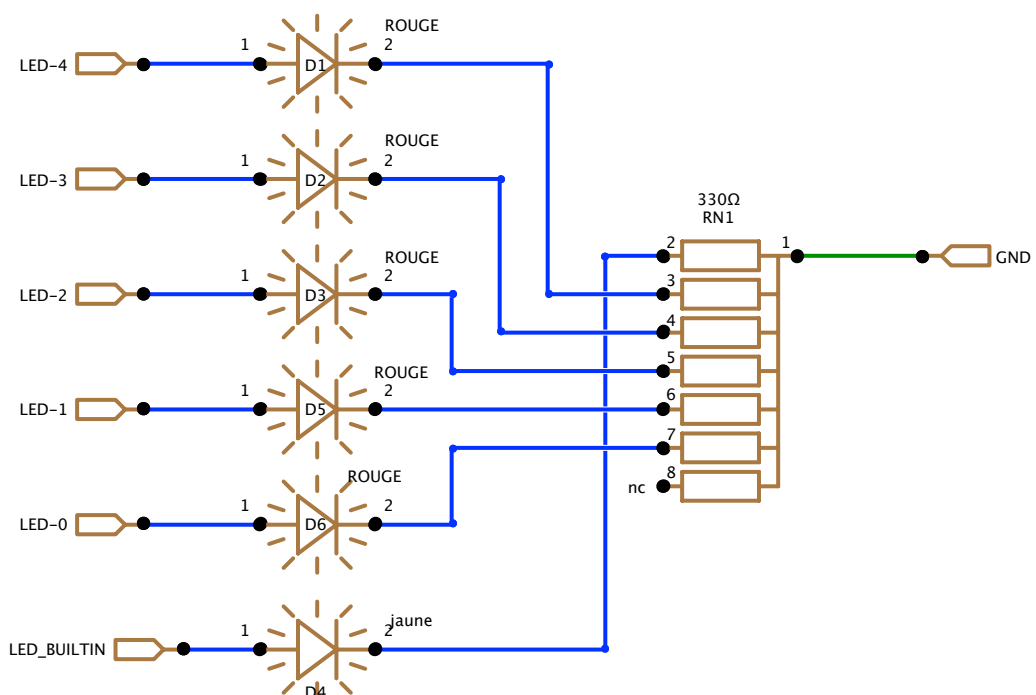 ROUGE
LED-4
1
D1
2
ROUGE
LED-3
1
D2
2
330Ω
RN1
ROUGE
LED-2
1
D3
2
2
1
GND
3
4
5
6
7
8
nc
ROUGE
LED-1
1
D5
2
ROUGE
LED-0
1
D6
2
jaune
LED_BUILTIN
1
2
D4